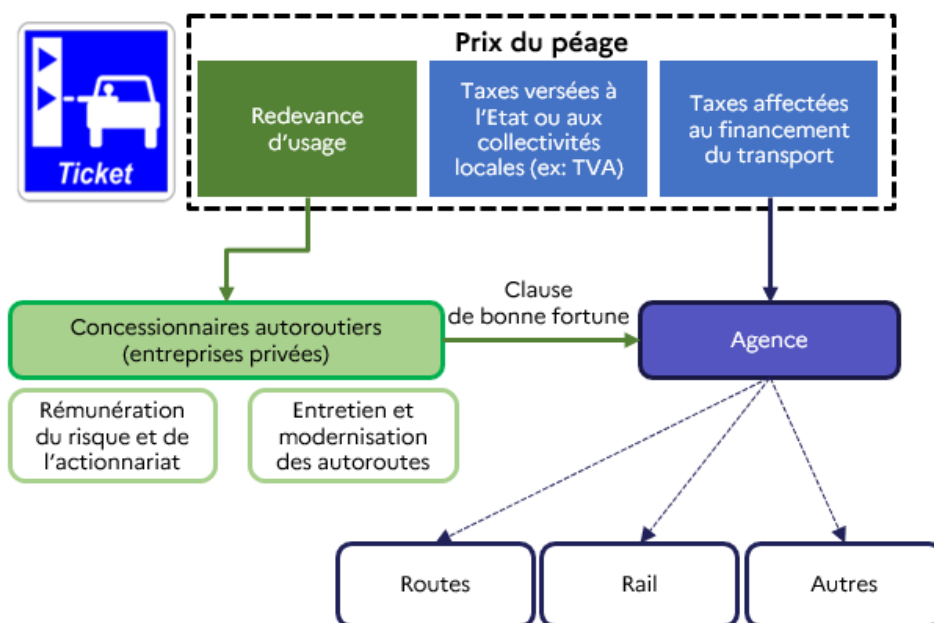 Prix du péage
Ticket
Redevance
d'usage
Taxes versées à
l'Etat ou aux
collectivités
locales (ex: TVA)
Taxes affectées
au financement
du transport
Clause
de bonne fortune
Concessionnaires autoroutiers
(entreprises privées)
Agence
Rémunération
du risque et de
l'actionnariat
Entretien et
modernisation
des autoroutes
Routes
Rail
Autres